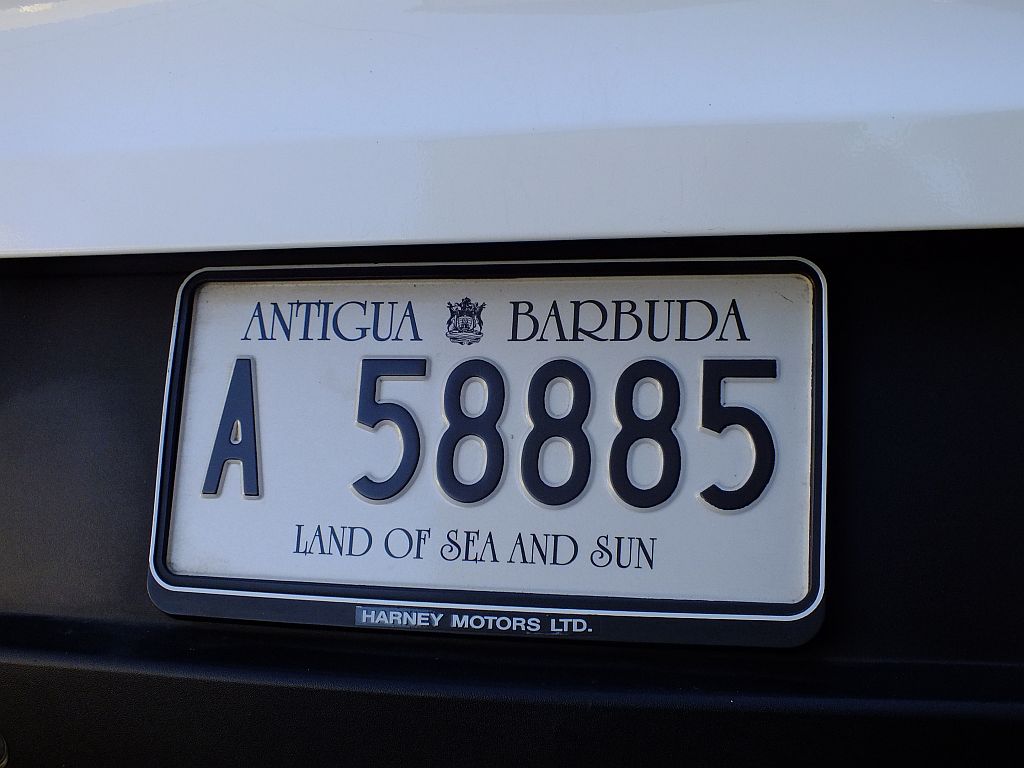 ANTIGUA BARBUDA
A 58885
LAND OF SEA AND SUN
HARNEY MOTORS LTD.